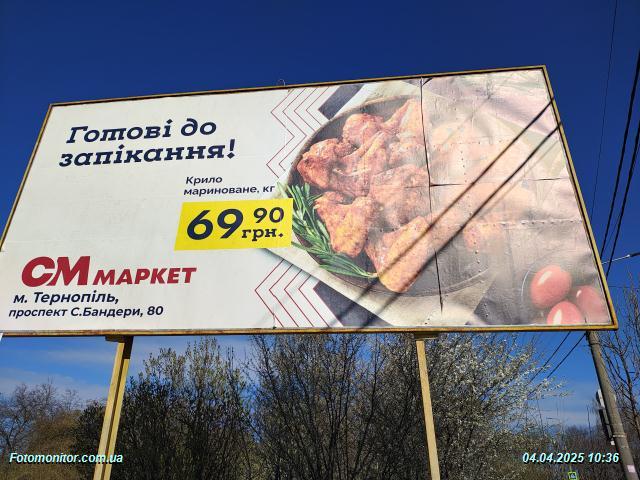 Готові до
запікання!
Крило
мариноване, кг
69 90
грн.
СМ МАРКЕТ
м. Тернопіль,
проспект С.Бандери, 80
Fotomonitor.com.ua
04.04.2025 10:36